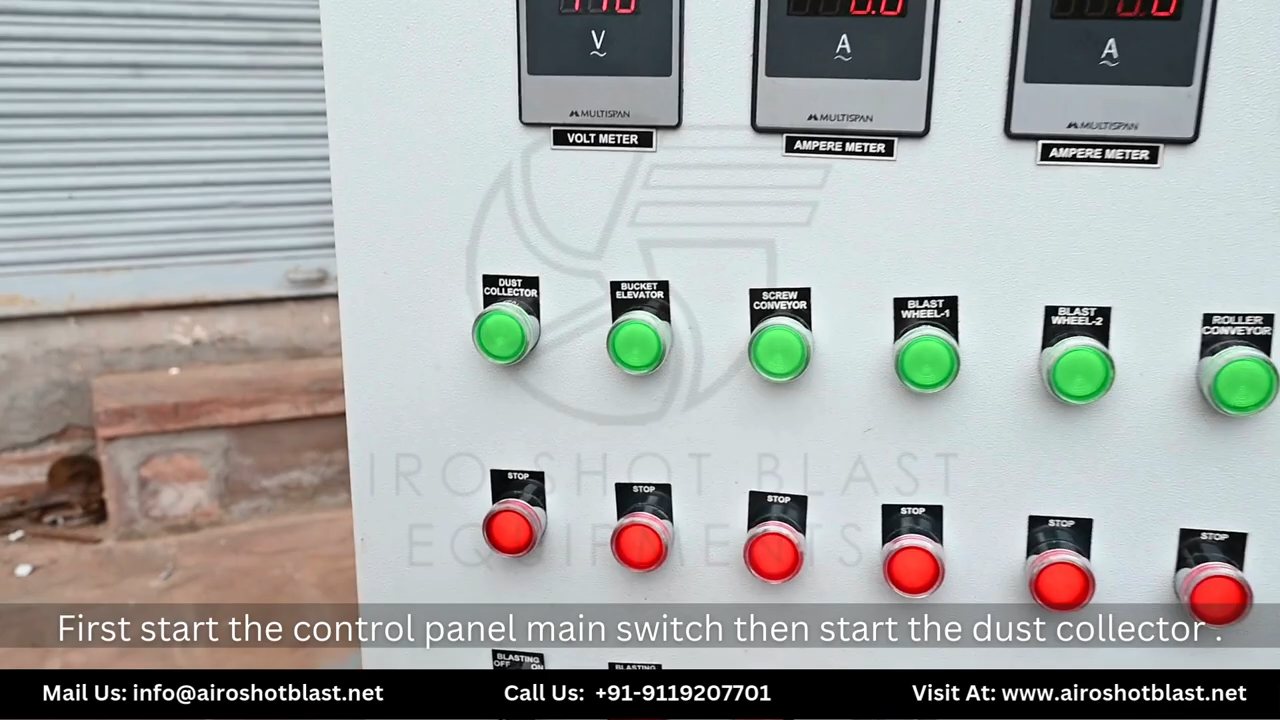 V
A
A
MULTISPAN
MULTISPAN
MULTISPAN
VOLT METER
AMPERE METER
AMPERE METER
DUST
COLLECTOR
BUCKET
ELEVATOR
SCREW
CONVEYOR
BLAST
WHEEL-1
BLAST
WHEEL-2
ROLLER
CONVEYOR
IRO SHOT BLAST
EQUIPMENTS
STOP
STOP
STOP
STOP
STOP
STOP
First start the control panel main switch then start the dust collector .
BLASTING
OFF ON
BLASTING
Mail Us: info@airoshotblast.net
Call Us: +91-9119207701
Visit At: www.airoshotblast.net